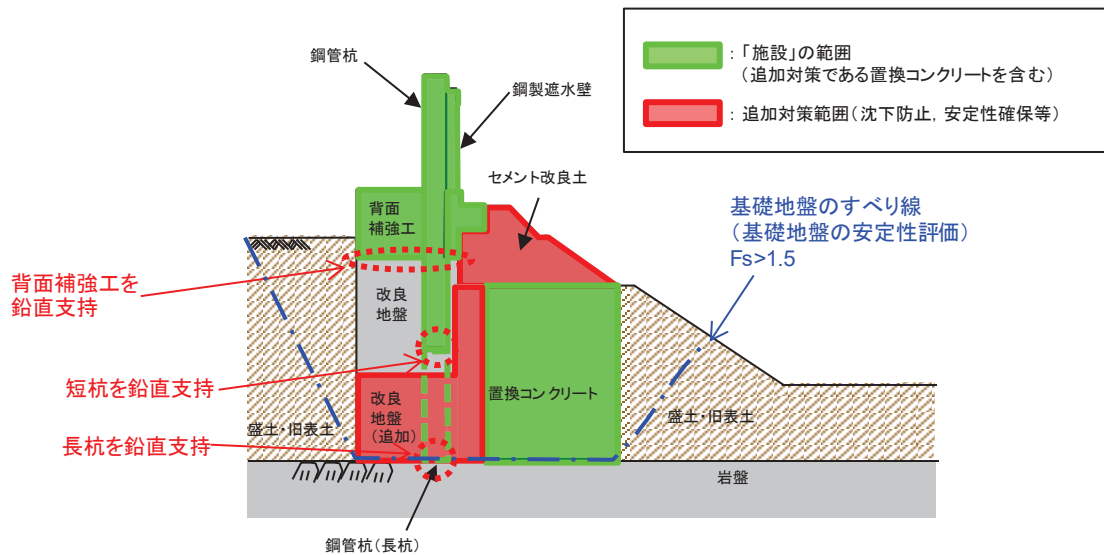 ：「施設」の範囲
（追加対策である置換コンクリートを含む）
：追加対策範囲（沈下防止，安定性確保等）
鋼管杭
鋼製遮水壁
セメント改良土
背面
補強工
基礎地盤のすべり線
（基礎地盤の安定性評価）
Fs>1.5
背面補強工を
鉛直支持
改良
地盤
短杭を鉛直支持
置換コンクリート
改良
地盤
（追加）
盛土・旧表土
盛土・旧表土
長杭を鉛直支持
岩盤
鋼管杭（長杭）